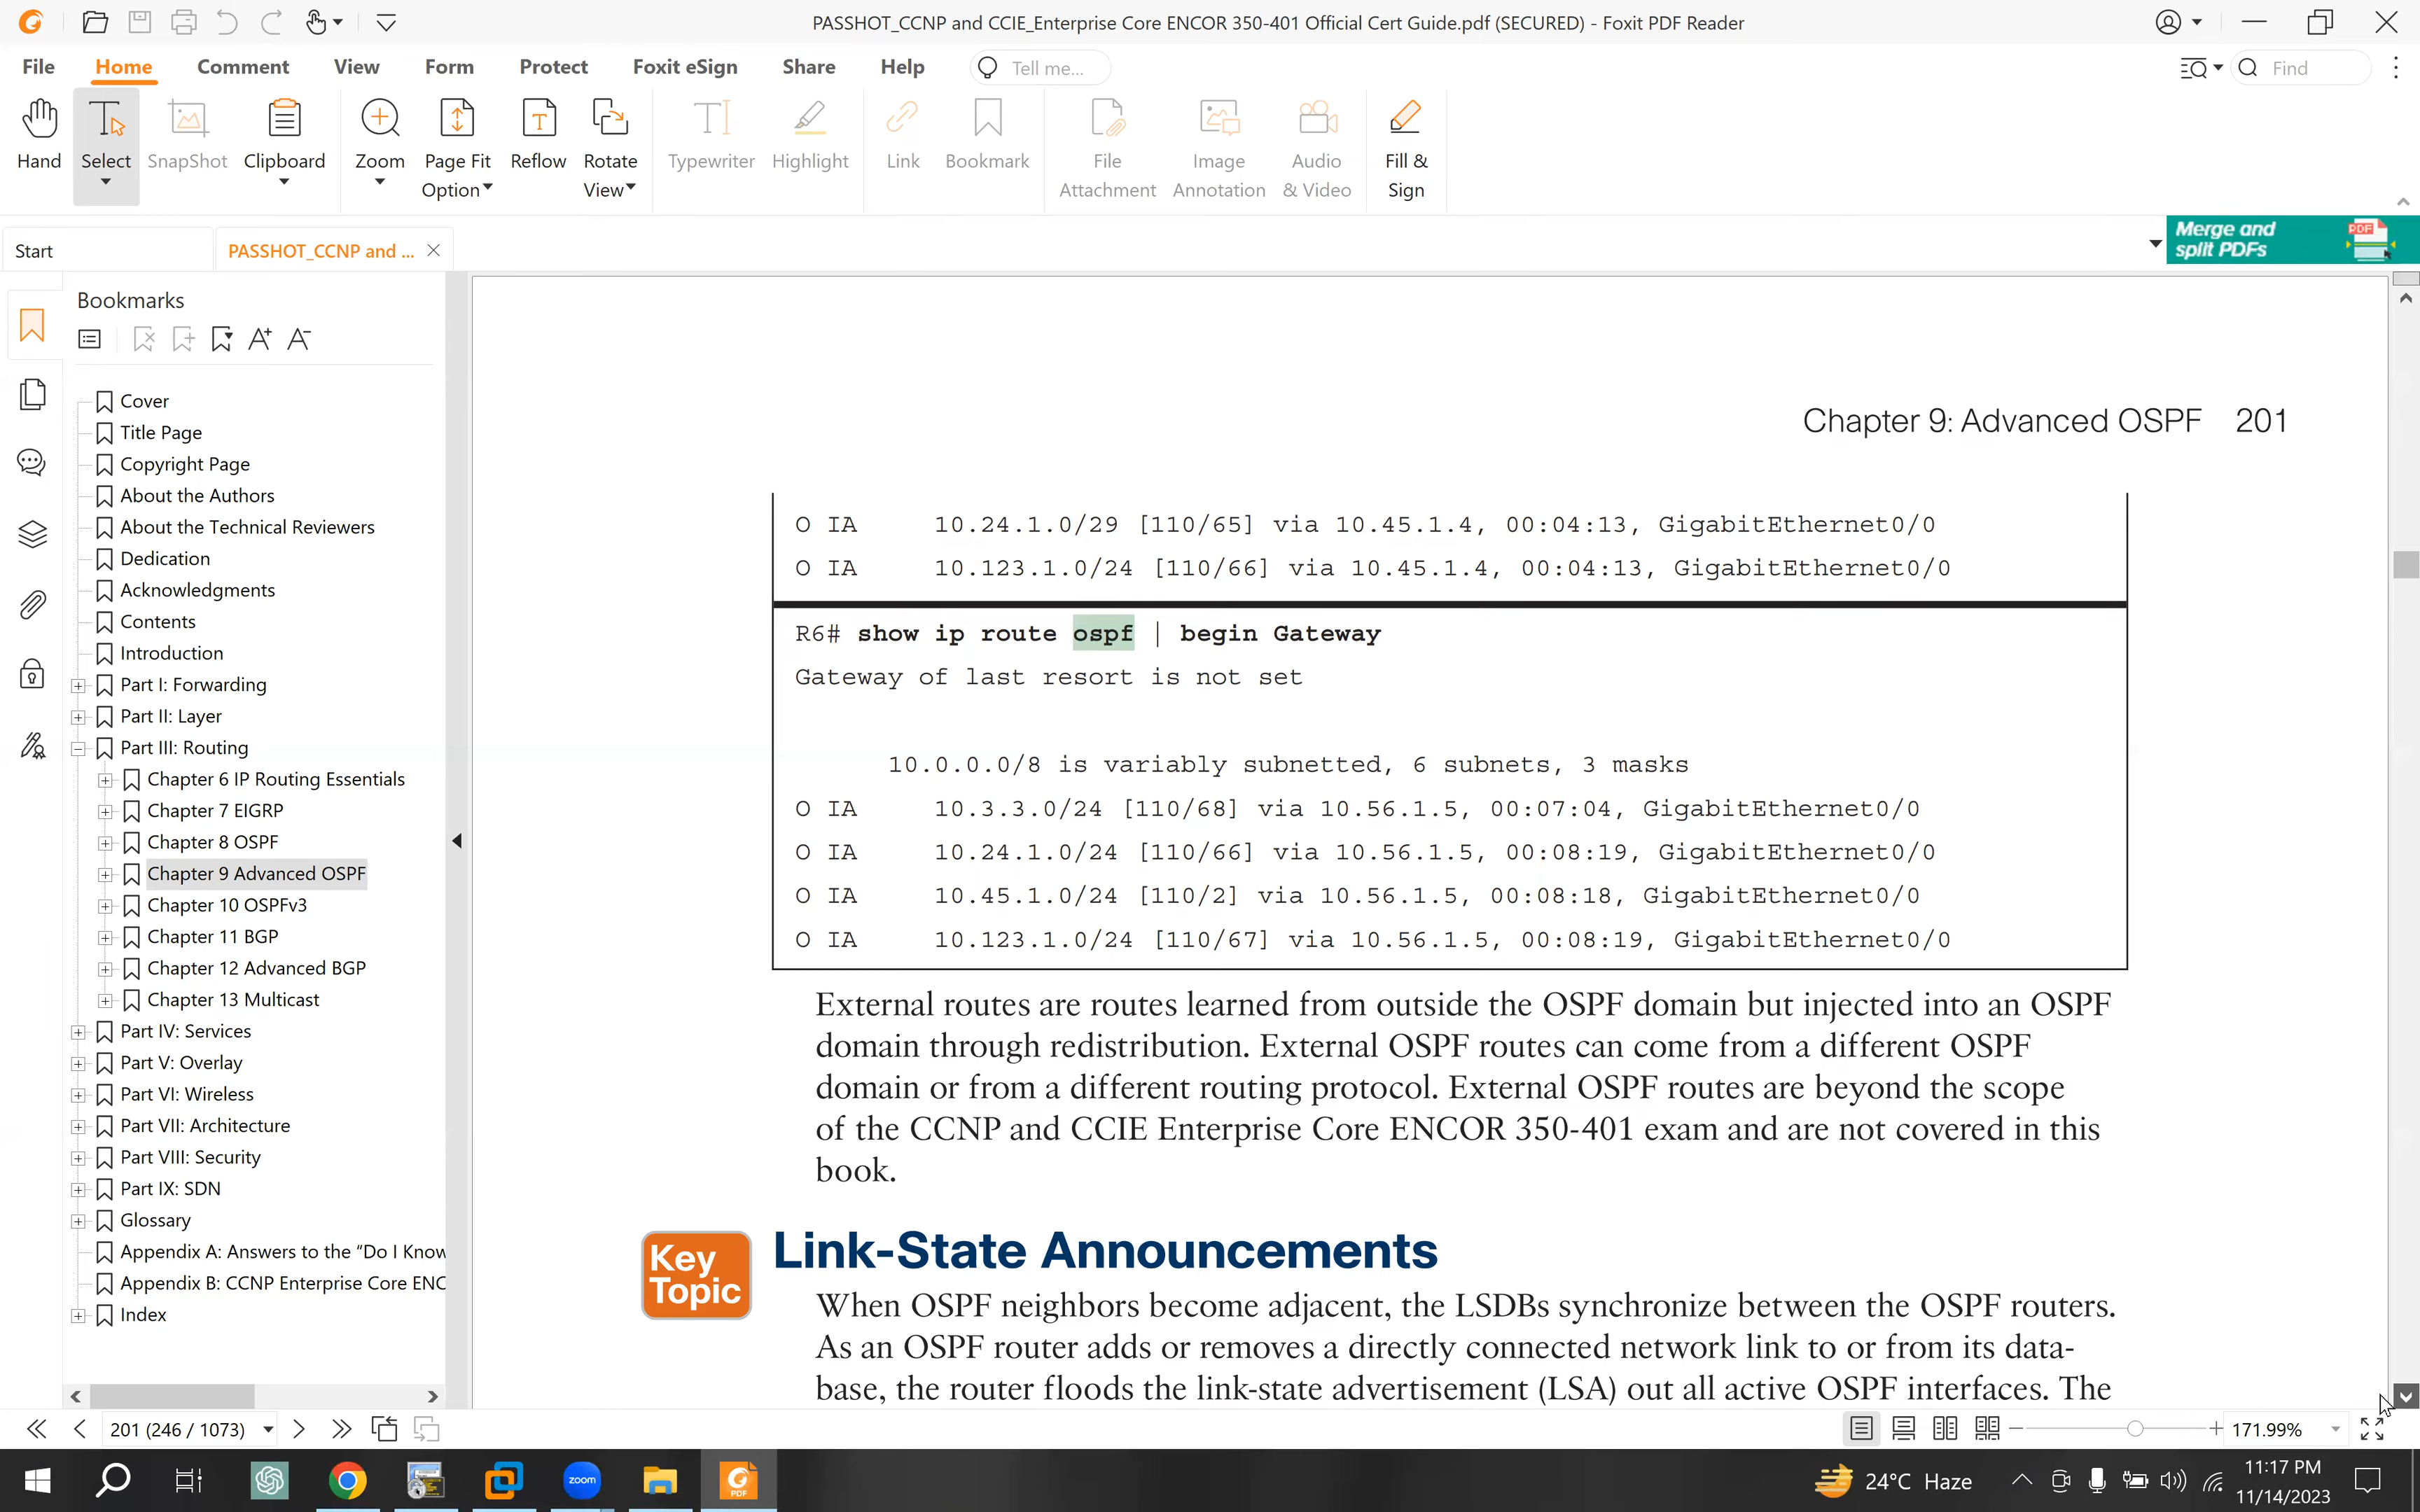 PASSHOT_CCNP and CCIE_Enterprise Core ENCOR 350-401 Official Cert Guide.pdf (SECURED) - Foxit PDF Reader
File Home Comment View Form Protect Foxit eSign Share Help Tell me... Find
Hand Select SnapShot Clipboard Zoom Page Fit Option Reflow Rotate View Typewriter Highlight Link Bookmark File Attachment Image Annotation Audio & Video Fill & Sign
Start PASSHOT_CCNP and ...
Merge and
split PDFs
PDF
Bookmarks
Cover
Title Page
Copyright Page
About the Authors
About the Technical Reviewers
Dedication
Acknowledgments
Contents
Introduction
Part I: Forwarding
Part II: Layer
Part III: Routing
Chapter 6 IP Routing Essentials
Chapter 7 EIGRP
Chapter 8 OSPF
Chapter 9 Advanced OSPF
Chapter 10 OSPFv3
Chapter 11 BGP
Chapter 12 Advanced BGP
Chapter 13 Multicast
Part IV: Services
Part V: Overlay
Part VI: Wireless
Part VII: Architecture
Part VIII: Security
Part IX: SDN
Glossary
Appendix A: Answers to the “Do I Know
Appendix B: CCNP Enterprise Core ENC
Index
Chapter 9: Advanced OSPF 201
O IA 10.24.1.0/29 [110/65] via 10.45.1.4, 00:04:13, GigabitEthernet0/0
O IA 10.123.1.0/24 [110/66] via 10.45.1.4, 00:04:13, GigabitEthernet0/0
R6# show ip route ospf | begin Gateway
Gateway of last resort is not set
10.0.0.0/8 is variably subnetted, 6 subnets, 3 masks
O IA 10.3.3.0/24 [110/68] via 10.56.1.5, 00:07:04, GigabitEthernet0/0
O IA 10.24.1.0/24 [110/66] via 10.56.1.5, 00:08:19, GigabitEthernet0/0
O IA 10.45.1.0/24 [110/2] via 10.56.1.5, 00:08:18, GigabitEthernet0/0
O IA 10.123.1.0/24 [110/67] via 10.56.1.5, 00:08:19, GigabitEthernet0/0
External routes are routes learned from outside the OSPF domain but injected into an OSPF
domain through redistribution. External OSPF routes can come from a different OSPF
domain or from a different routing protocol. External OSPF routes are beyond the scope
of the CCNP and CCIE Enterprise Core ENCOR 350-401 exam and are not covered in this
book.
Key
Topic
Link-State Announcements
When OSPF neighbors become adjacent, the LSDBs synchronize between the OSPF routers.
As an OSPF router adds or removes a directly connected network link to or from its data-
base, the router floods the link-state advertisement (LSA) out all active OSPF interfaces. The
201 (246 / 1073) 171.99%
zoom
PDF
24°C Haze
11:17 PM
11/14/2023